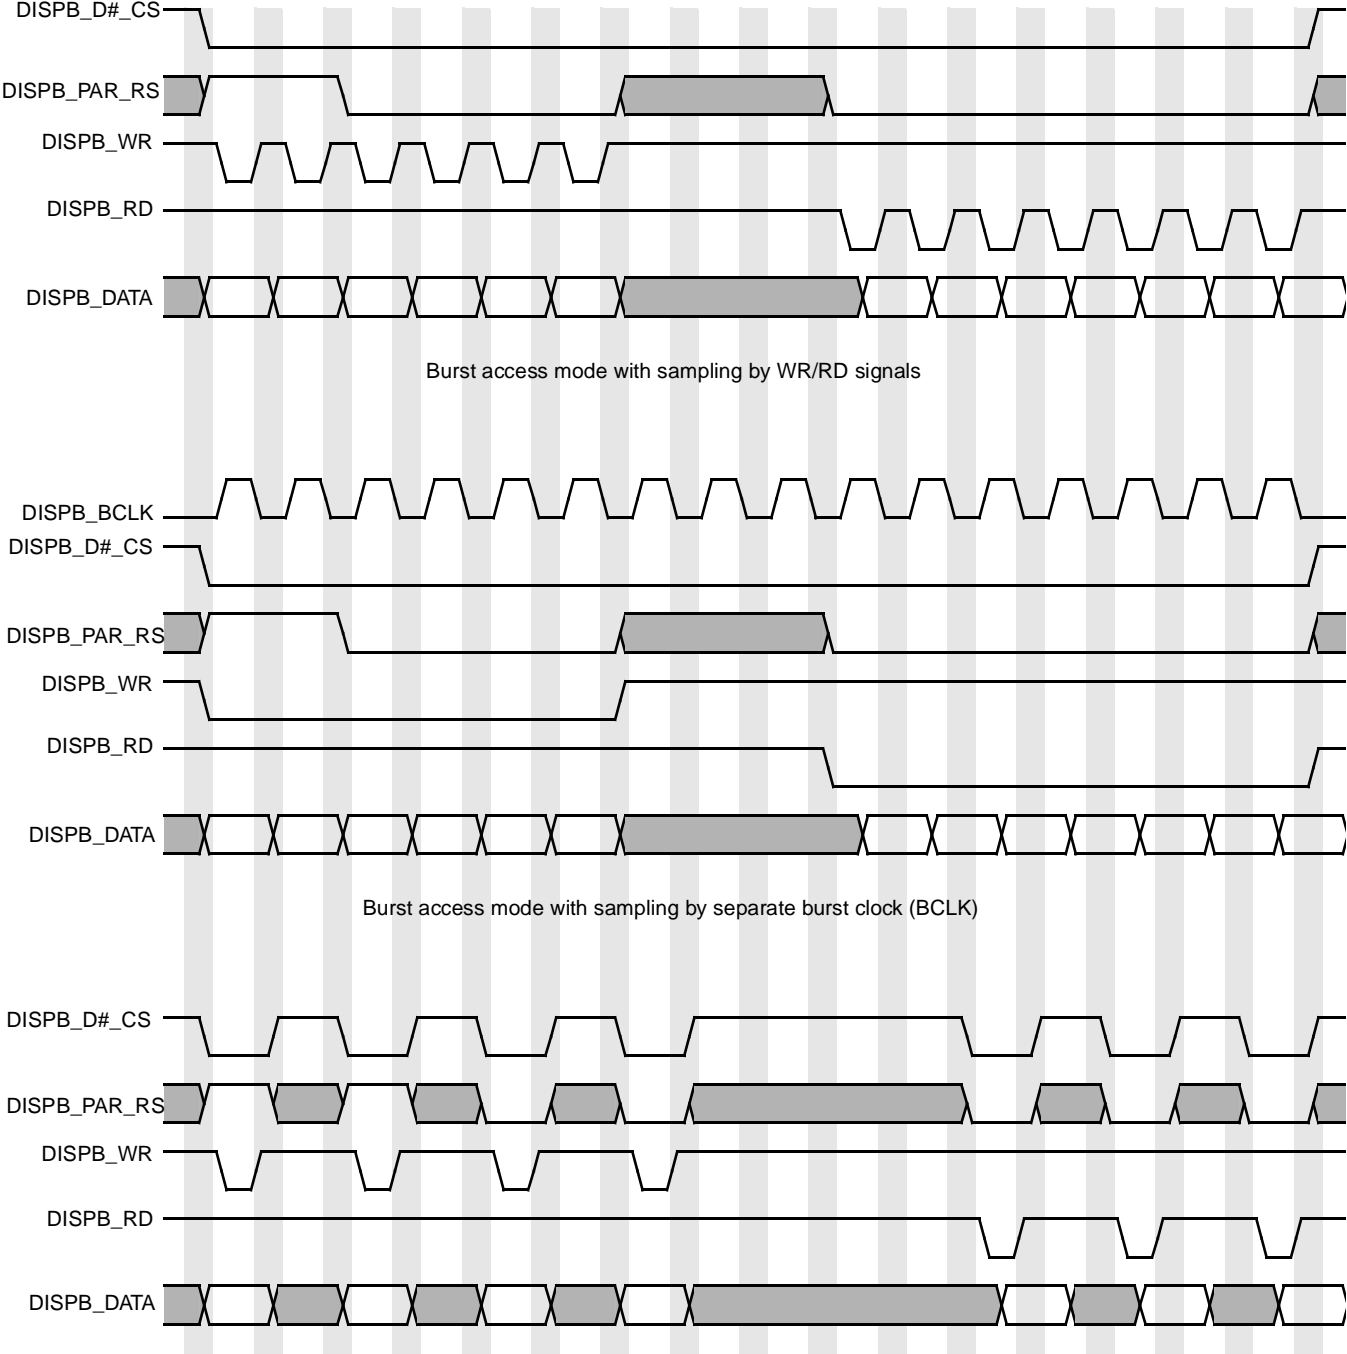 DISPB_D#_CS
DISPB_PAR_RS
DISPB_WR
DISPB_RD
DISPB_DATA
Burst access mode with sampling by WR/RD signals
DISPB_BCLK
DISPB_D#_CS
DISPB_PAR_RS
DISPB_WR
DISPB_RD
DISPB_DATA
Burst access mode with sampling by separate burst clock (BCLK)
DISPB_D#_CS
DISPB_PAR_RS
DISPB_WR
DISPB_RD
DISPB_DATA